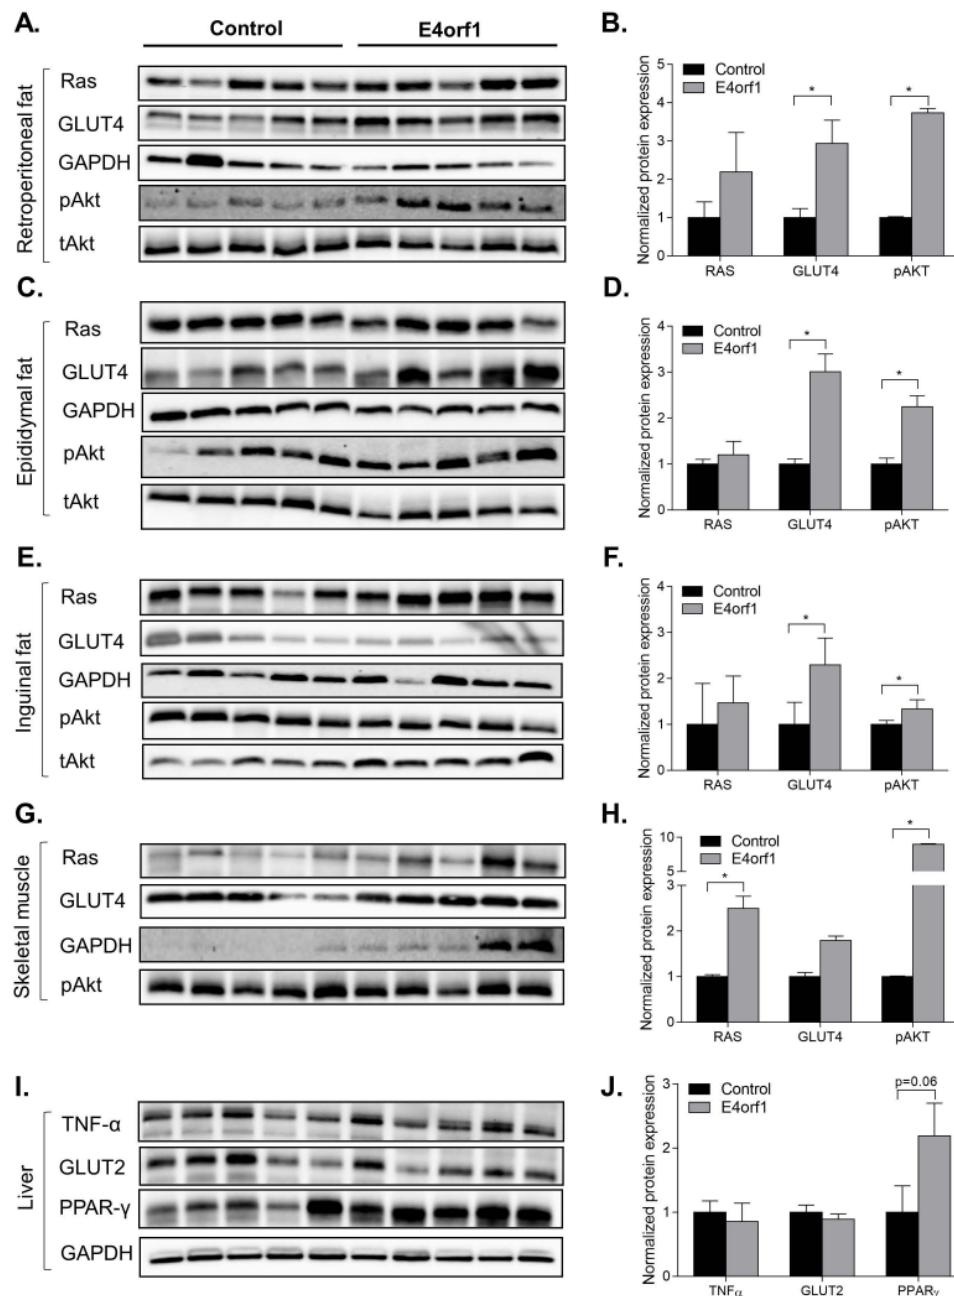 A.
Control
E4orf1
Retroperitoneal fat
Ras
GLUT4
GAPDH
pAkt
tAkt
B.
Normalized protein expression
5
4
3
2
1
0
Control
E4orf1
*
*
RAS
GLUT4
pAKT
C.
Epididymal fat
Ras
GLUT4
GAPDH
pAkt
tAkt
D.
Normalized protein expression
4
3
2
1
0
Control
E4orf1
*
*
RAS
GLUT4
pAKT
E.
Inguinal fat
Ras
GLUT4
GAPDH
pAkt
tAkt
F.
Normalized protein expression
4
3
2
1
0
Control
E4orf1
*
*
RAS
GLUT4
pAKT
G.
Skeletal muscle
Ras
GLUT4
GAPDH
pAkt
H.
Normalized protein expression
10
5
3
2
1
0
Control
E4orf1
*
*
RAS
GLUT4
pAKT
I.
Liver
TNF-α
GLUT2
PPAR-γ
GAPDH
J.
Normalized protein expression
3
2
1
0
Control
E4orf1
p=0.06
TNFα
GLUT2
PPARγ